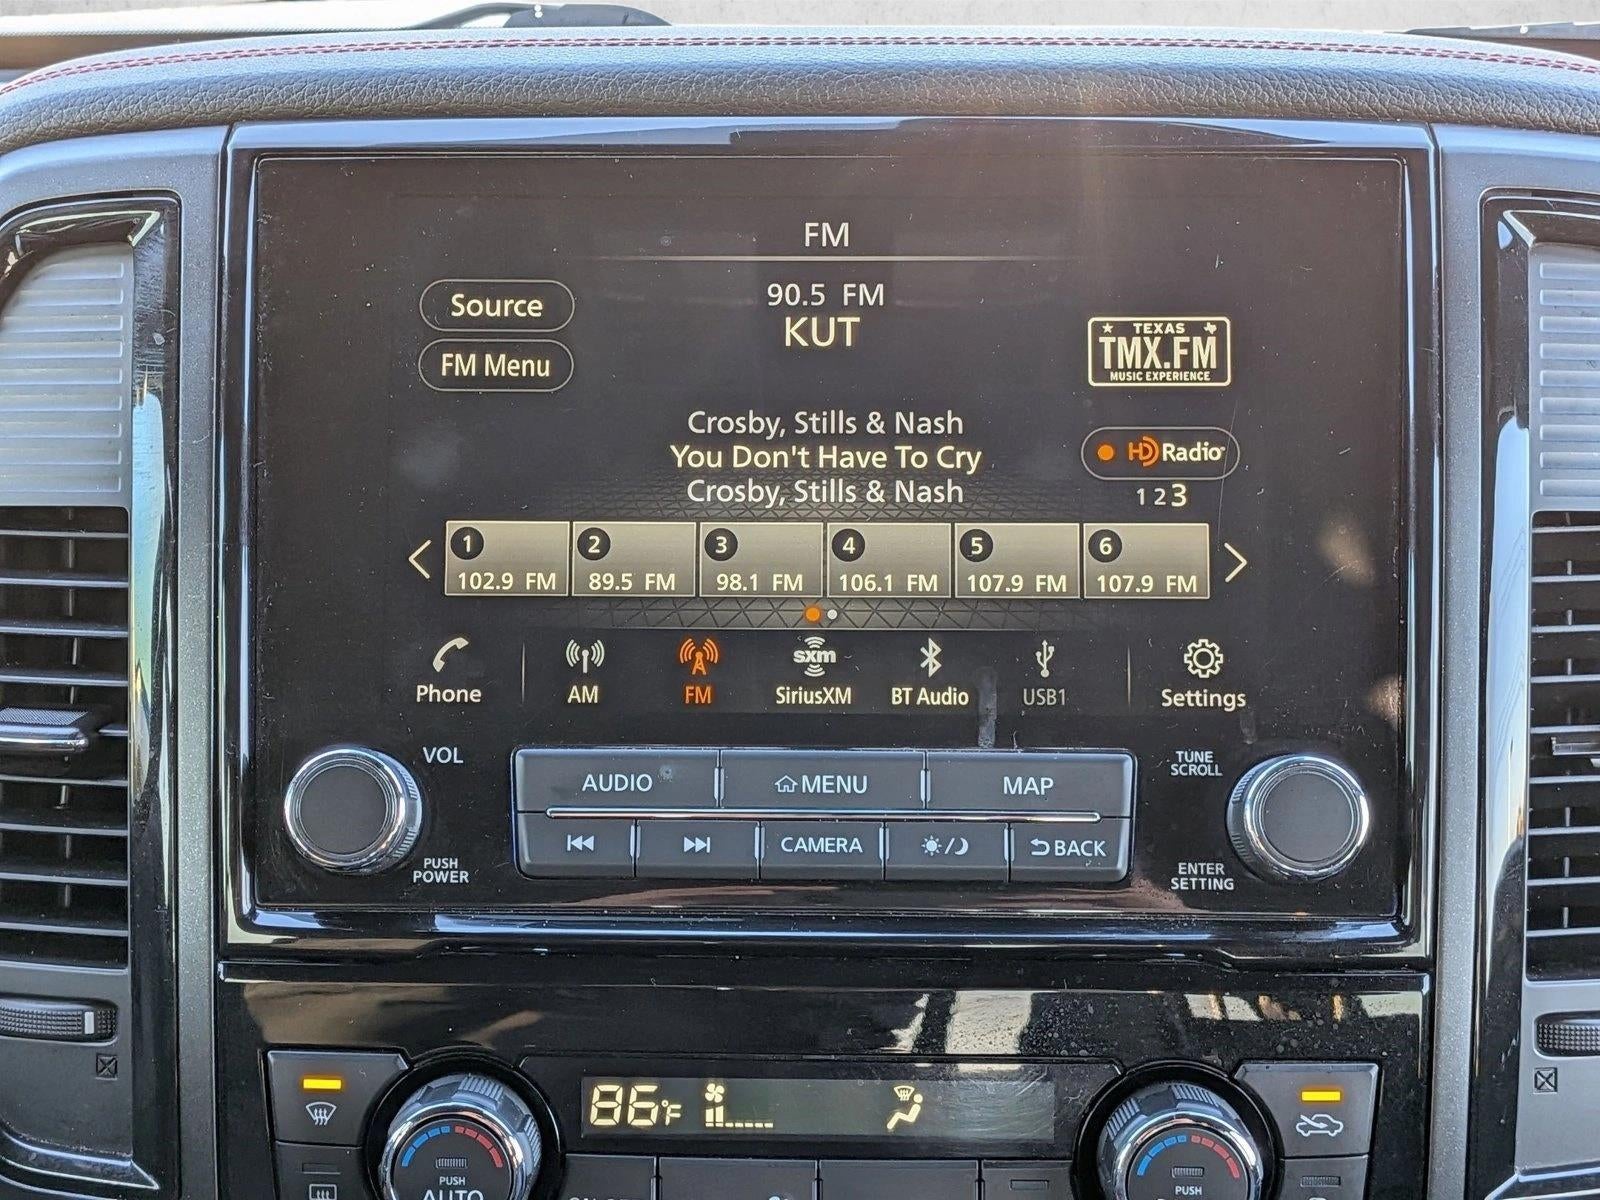 FM
90.5 FM
KUT
Source
FM Menu
★ TEXAS
TMX.FM
MUSIC EXPERIENCE
Crosby, Stills & Nash
You Don't Have To Cry
Crosby, Stills & Nash
HD Radio
1 2 3
1 2 3 4 5 6
102.9 FM 89.5 FM 98.1 FM 106.1 FM 107.9 FM 107.9 FM
sxm
Phone AM FM SiriusXM BT Audio USB1 Settings
VOL
TUNE
SCROLL
AUDIO MENU MAP
CAMERA BACK
PUSH
POWER
ENTER
SETTING
86°F
PUSH
AUTO
PUSH